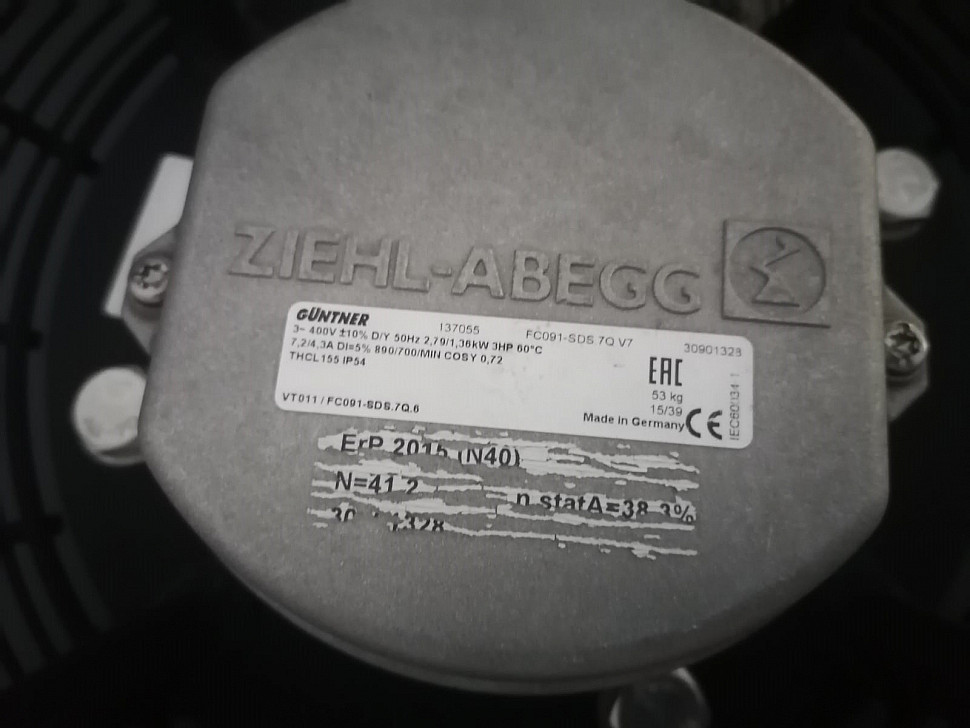 ZIEHL-ABEGG
GÜNTNER 137055 FC091-SDS 7Q V7 30901328
3~ 400V ±10% D/Y 50Hz 2,79/1,36kW 3HP 60°C
7,2/4,3A DI=5% 890/700/MIN COSY 0,72
THCL155 IP54
EAC
53 kg
15/39
Made in Germany CE
VT011 / FC091-SDS.7Q.6
ErP 2015 (N40)
N=41 2 n statA=38 3%